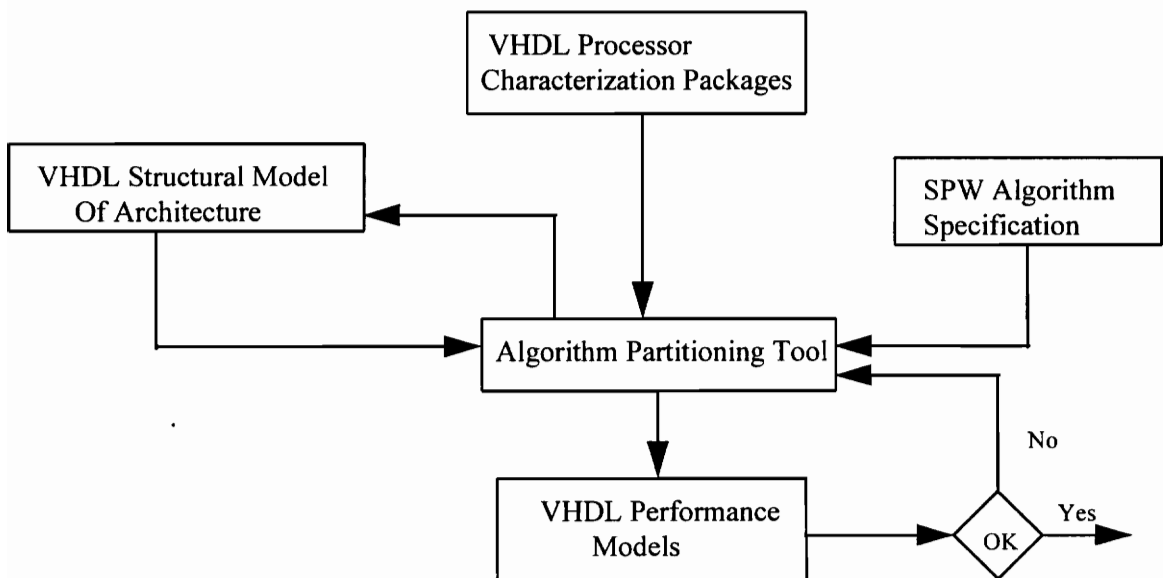 VHDL Processor
Characterization Packages
VHDL Structural Model
Of Architecture
SPW Algorithm
Specification
Algorithm Partitioning Tool
No
VHDL Performance
Models
OK
Yes